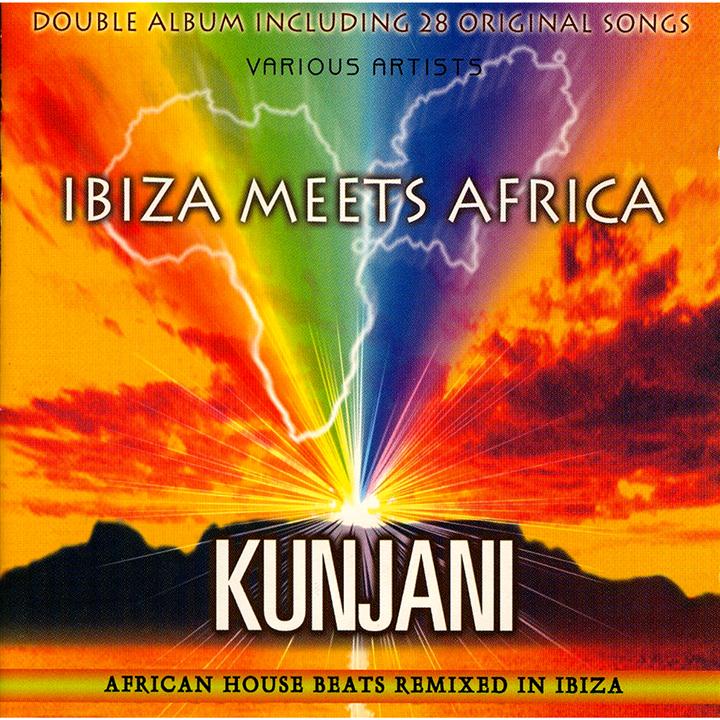 DOUBLE ALBUM INCLUDING 28 ORIGINAL SONGS
VARIOUS ARTISTS
IBIZA MEETS AFRICA
KUNJANI
AFRICAN HOUSE BEATS REMIXED IN IBIZA